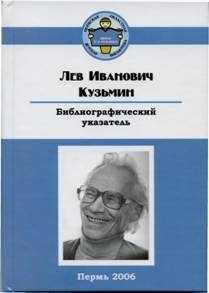 Лев Иванович
Кузьмин
Библиографический
указатель
Пермь 2006